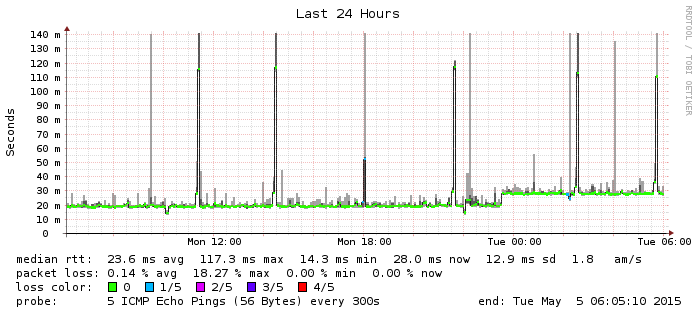 Last 24 Hours
RRDTOOL / TOBI OETIKER
Seconds
140 m
130 m
120 m
110 m
100 m
90 m
80 m
70 m
60 m
50 m
40 m
30 m
20 m
10 m
0
Mon 12:00 Mon 18:00 Tue 00:00 Tue 06:00
median rtt: 23.6 ms avg 117.3 ms max 14.3 ms min 28.0 ms now 12.9 ms sd 1.8 am/s
packet loss: 0.14 % avg 18.27 % max 0.00 % min 0.00 % now
loss color: 0 1/5 2/5 3/5 4/5
probe: 5 ICMP Echo Pings (56 Bytes) every 300s end: Tue May 5 06:05:10 2015